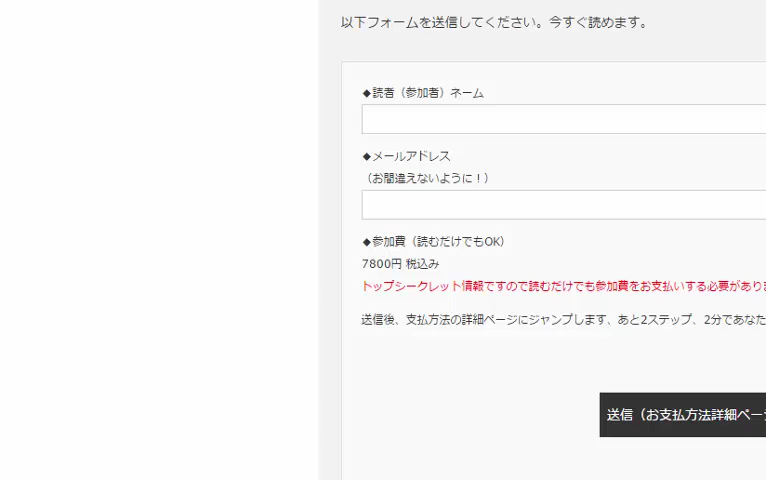 以下フォームを送信してください。今すぐ読めます。
◆読者（参加者）ネーム
◆メールアドレス
（お間違えないように！）
◆参加費（読むだけでもOK）
7800円 税込み
トップシークレット情報ですので読むだけでも参加費をお支払いする必要があり
送信後、支払方法の詳細ページにジャンプします、あと2ステップ、2分であなた
送信（お支払方法詳細ペー